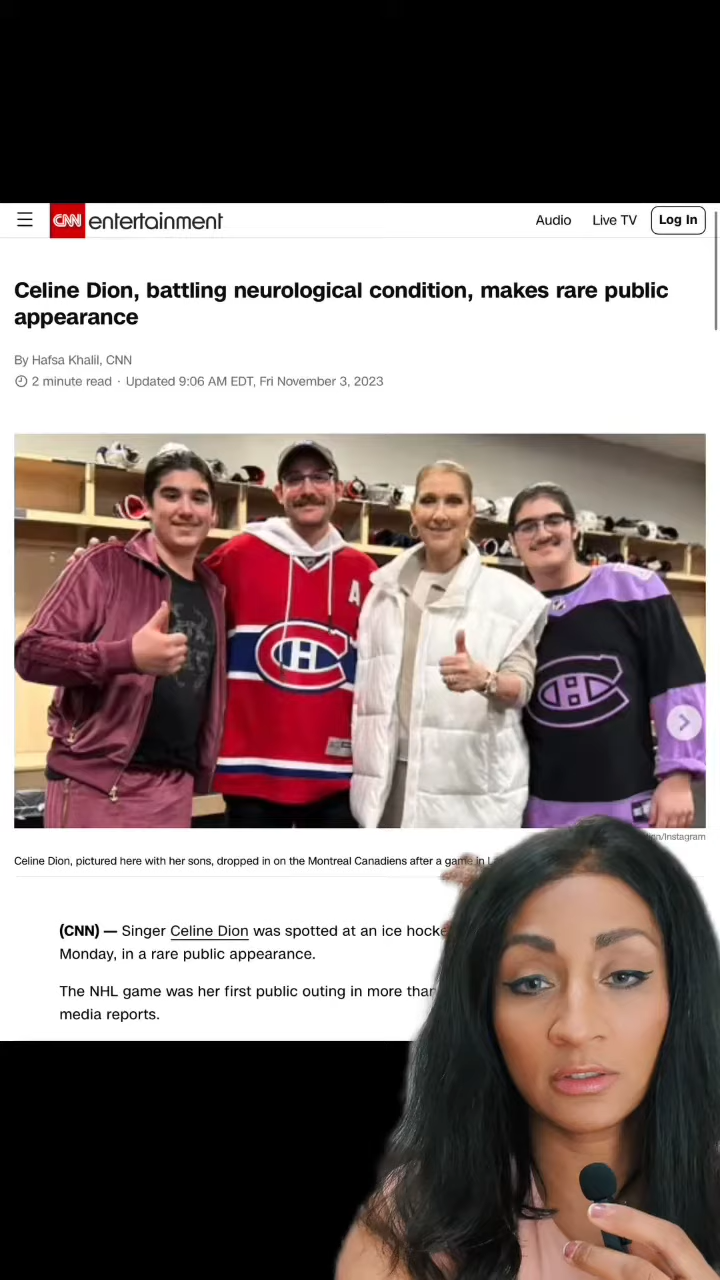 CNN entertainment
Audio
Live TV
Log In
Celine Dion, battling neurological condition, makes rare public
appearance
By Hafsa Khalil, CNN
2 minute read · Updated 9:06 AM EDT, Fri November 3, 2023
A
CH
CH
/Instagram
Celine Dion, pictured here with her sons, dropped in on the Montreal Canadiens after a game in
(CNN) — Singer Celine Dion was spotted at an ice
Monday, in a rare public appearance.
The NHL game was her first public outing in more
media reports.